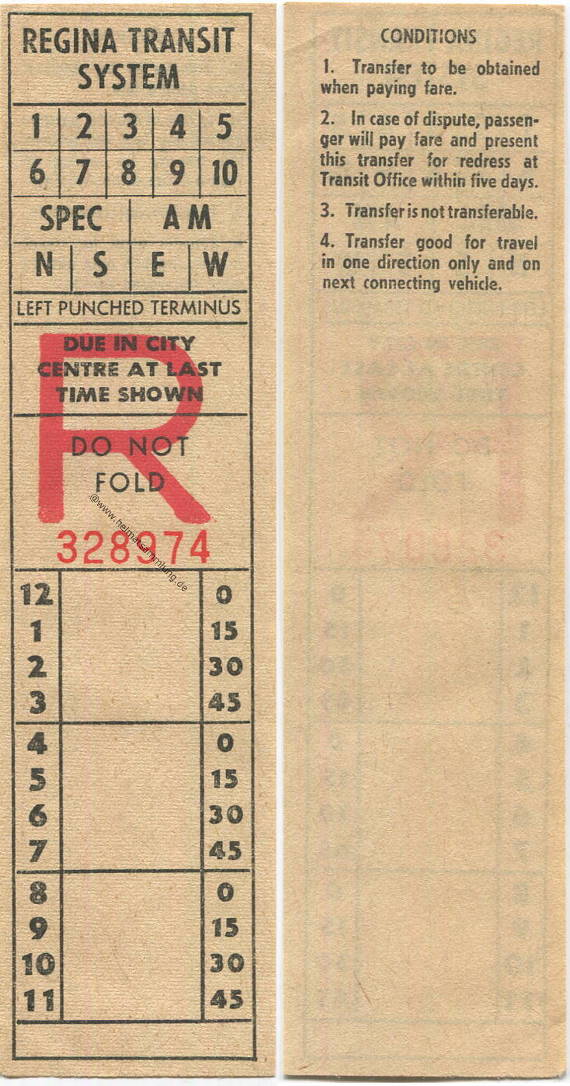 REGINA TRANSIT
SYSTEM
1 2 3 4 5
6 7 8 9 10
SPEC AM
N S E W
LEFT PUNCHED TERMINUS
DUE IN CITY
CENTRE AT LAST
TIME SHOWN
R
DO NOT
FOLD
@www.heimatsammlung.de
328974
12 0
1 15
2 30
3 45
4 0
5 15
6 30
7 45
8 0
9 15
10 30
11 45
CONDITIONS
1. Transfer to be obtained
when paying fare.
2. In case of dispute, passen-
ger will pay fare and present
this transfer for redress at
Transit Office within five days.
3. Transfer is not transferable.
4. Transfer good for travel
in one direction only and on
next connecting vehicle.